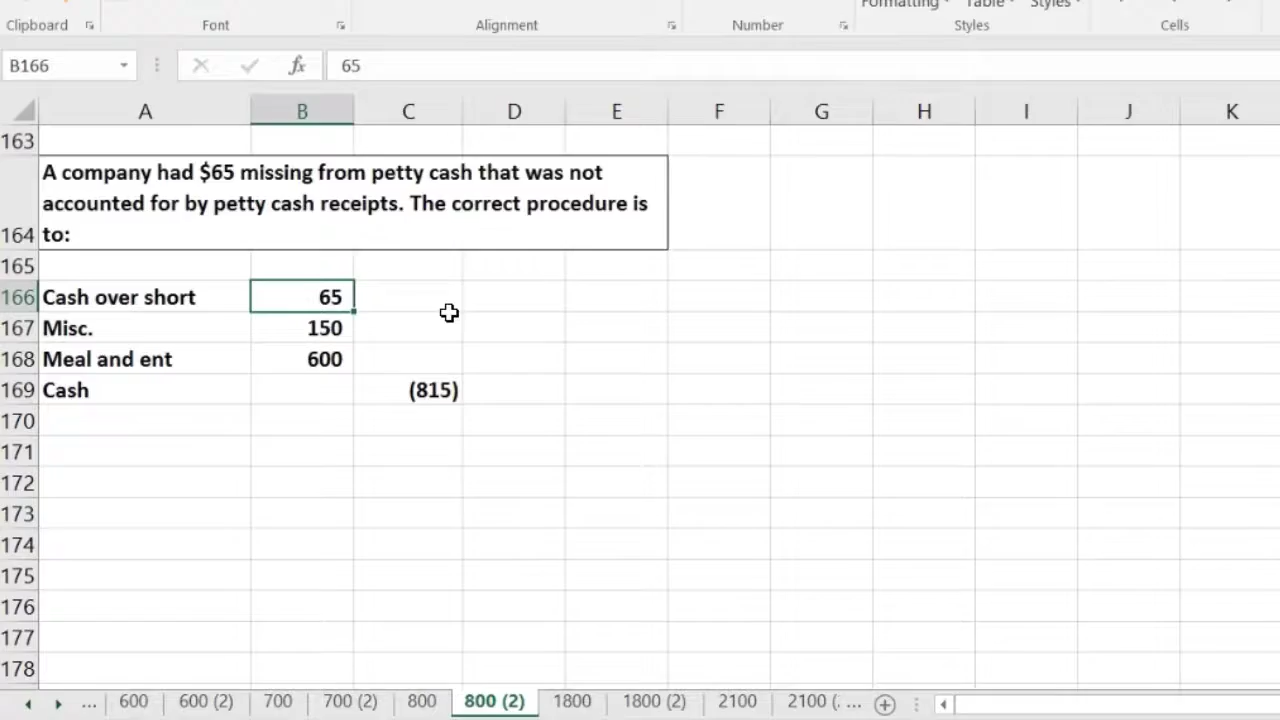 Formatting Table Styles
Clipboard Font Alignment Number Styles Cells
B166 fx 65
A B C D E F G H I J K
163
A company had $65 missing from petty cash that was not
accounted for by petty cash receipts. The correct procedure is
164 to:
165
166 Cash over short 65
167 Misc. 150
168 Meal and ent 600
169 Cash (815)
170
171
172
173
174
175
176
177
178
... 600 600 (2) 700 700 (2) 800 800 (2) 1800 1800 (2) 2100 2100 (. ...